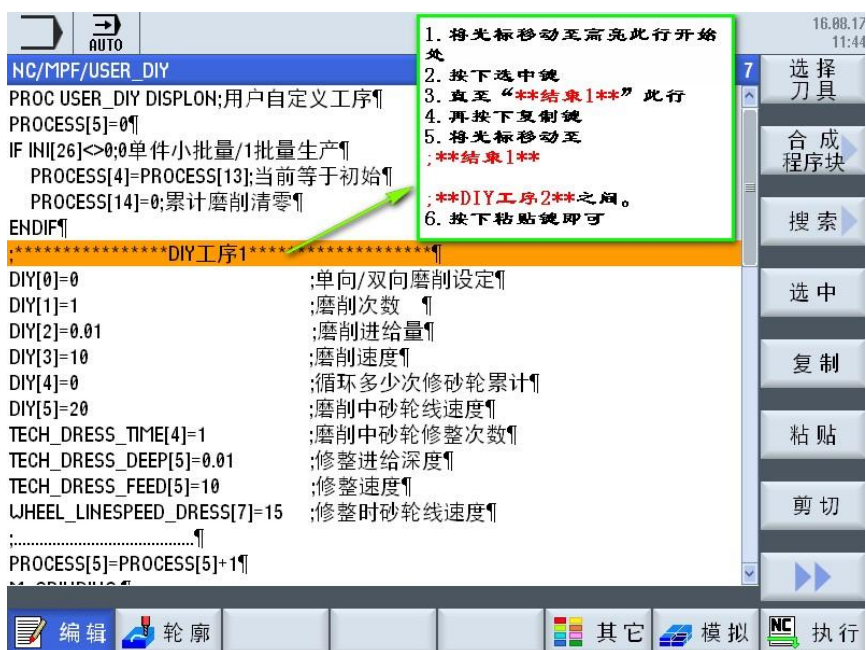 AUTO
16.08.17
11:44
NC/MPF/USER_DIY
7
PROC USER_DIY DISPLON;用户自定义工序¶
PROCESS[5]=0¶
IF INI[26]<>0;0单件小批量/1批量生产¶
PROCESS[4]=PROCESS[13];当前等于初始¶
PROCESS[14]=0;累计磨削清零¶
ENDIF¶
;*****************DIY工序1********************¶
DIY[0]=0 ;单向/双向磨削设定¶
DIY[1]=1 ;磨削次数 ¶
DIY[2]=0.01 ;磨削进给量¶
DIY[3]=10 ;磨削速度¶
DIY[4]=0 ;循环多少次修砂轮累计¶
DIY[5]=20 ;磨削中砂轮线速度¶
TECH_DRESS_TIME[4]=1 ;磨削中砂轮修整次数¶
TECH_DRESS_DEEP[5]=0.01 ;修整进给深度¶
TECH_DRESS_FEED[5]=10 ;修整速度¶
WHEEL_LINESPEED_DRESS[7]=15 ;修整时砂轮线速度¶
;........................................¶
PROCESS[5]=PROCESS[5]+1¶
1. 将光标移动至高亮此行开始
处
2. 按下选中键
3. 直至“**结束1**”此行
4. 再按下复制键
5. 将光标移动至
;**结束1**
;**DIY工序2**之间。
6. 按下粘贴键即可
选择
刀具
合成
程序块
搜索
选中
复制
粘贴
剪切
编辑
轮廓
其它
模拟
NC
执行